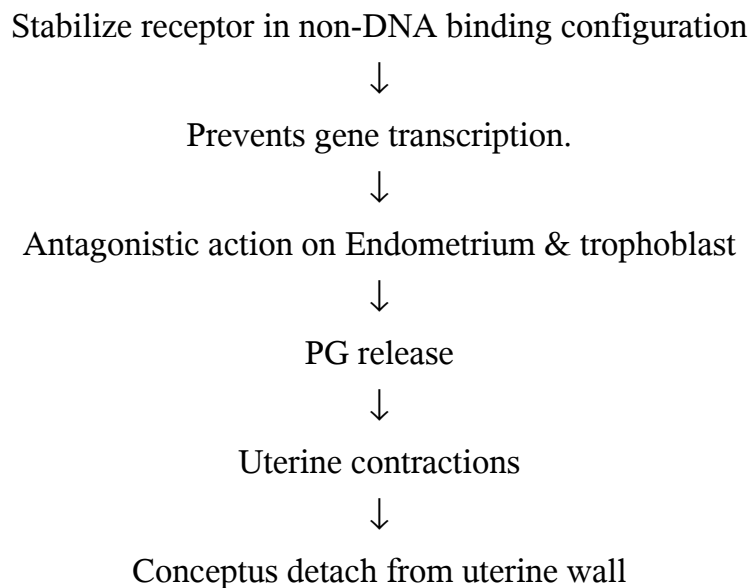 Stabilize receptor in non-DNA binding configuration
↓
Prevents gene transcription.
↓
Antagonistic action on Endometrium & trophoblast
↓
PG release
↓
Uterine contractions
↓
Conceptus detach from uterine wall